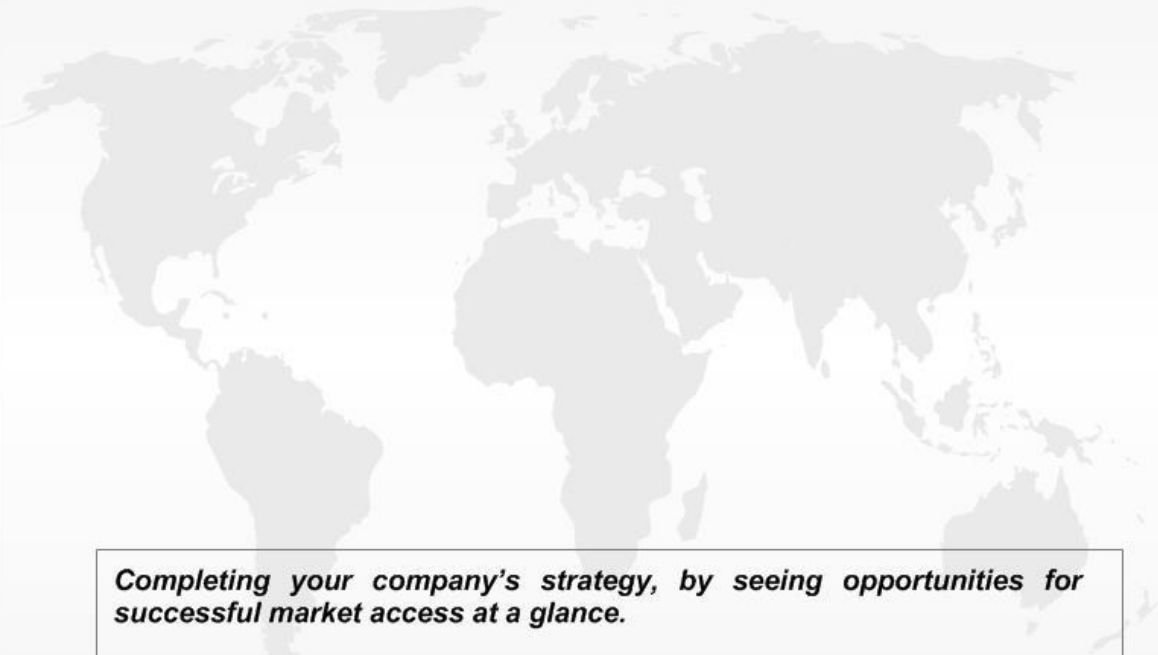 Completing your company’s strategy, by seeing opportunities for
successful market access at a glance.